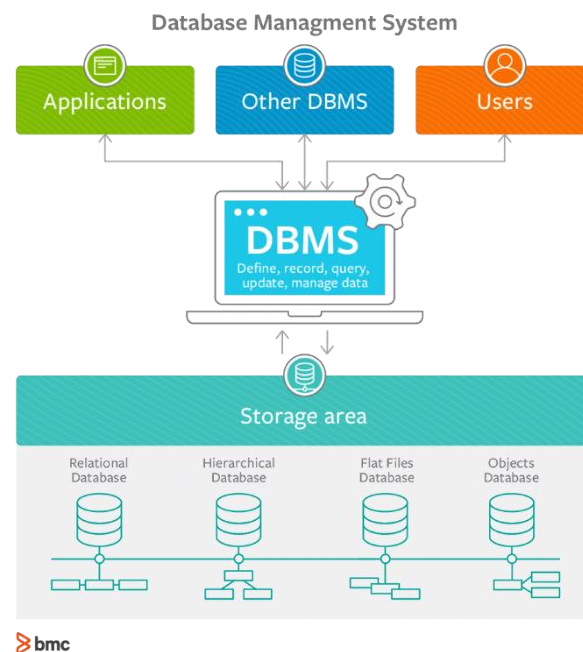 Database Managment System
Applications
Other DBMS
Users
DBMS
Define, record, query,
update, manage data
Storage area
Relational
Database
Hierarchical
Database
Flat Files
Database
Objects
Database
bmc